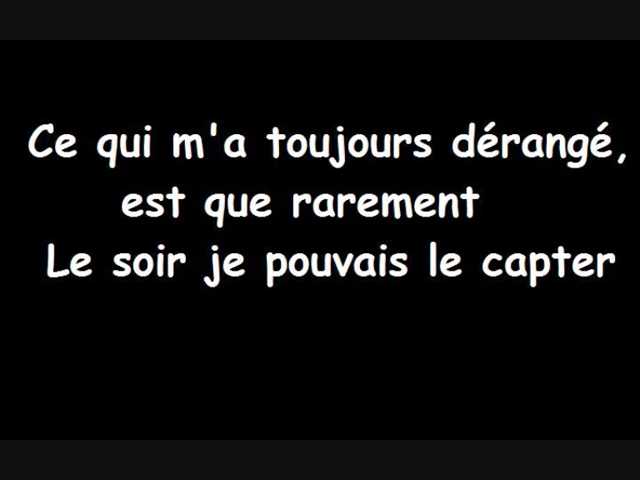 Ce qui m'a toujours dérangé,
est que rarement
Le soir je pouvais le capter